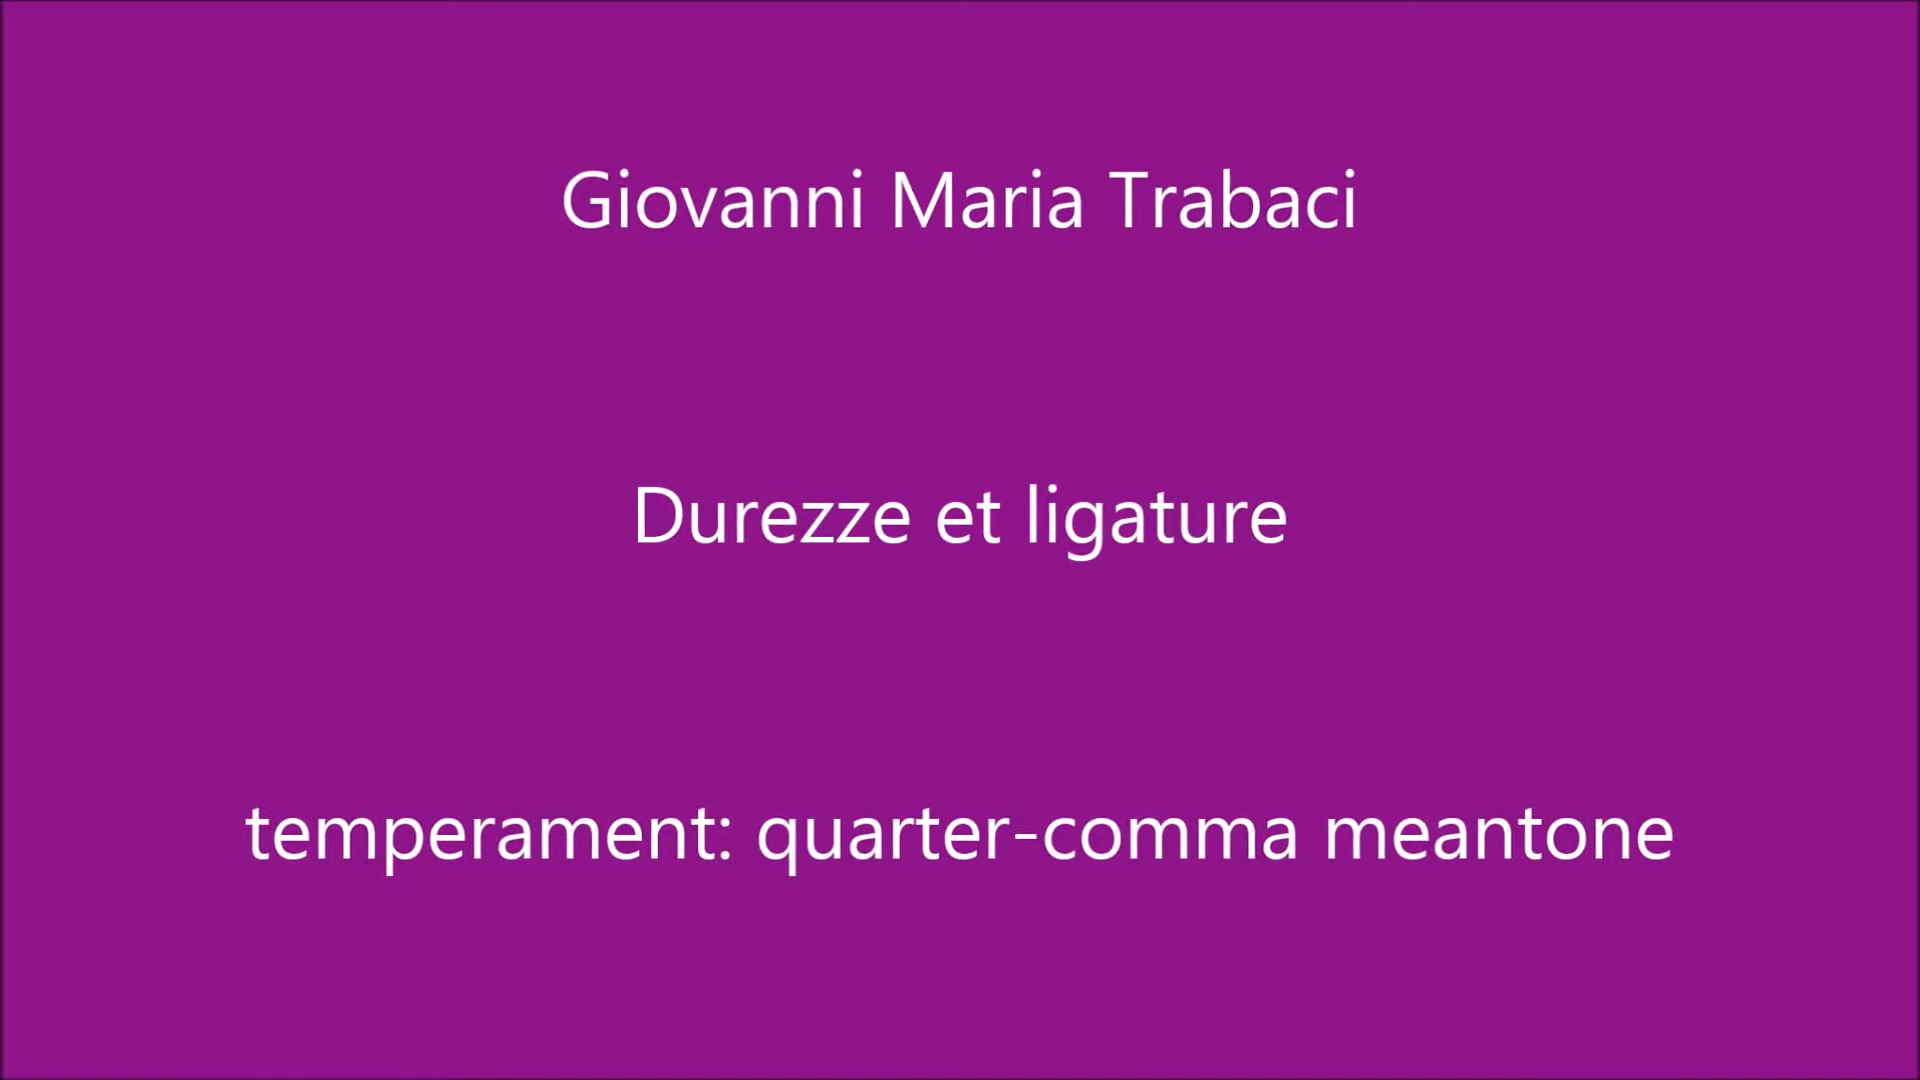 Giovanni Maria Trabaci
Durezze et ligature
temperament: quarter-comma meantone